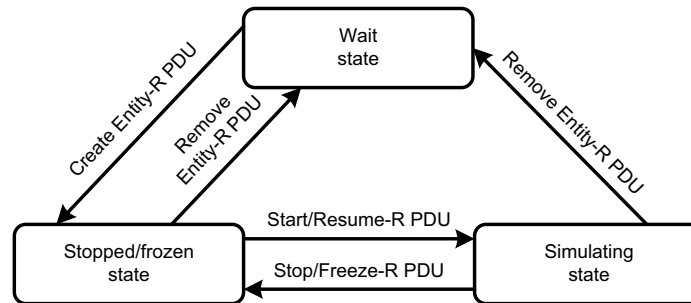 Wait
state
Create Entity-R PDU
Remove
Entity-R PDU
Remove Entity-R PDU
Stopped/frozen
state
Start/Resume-R PDU
Stop/Freeze-R PDU
Simulating
state